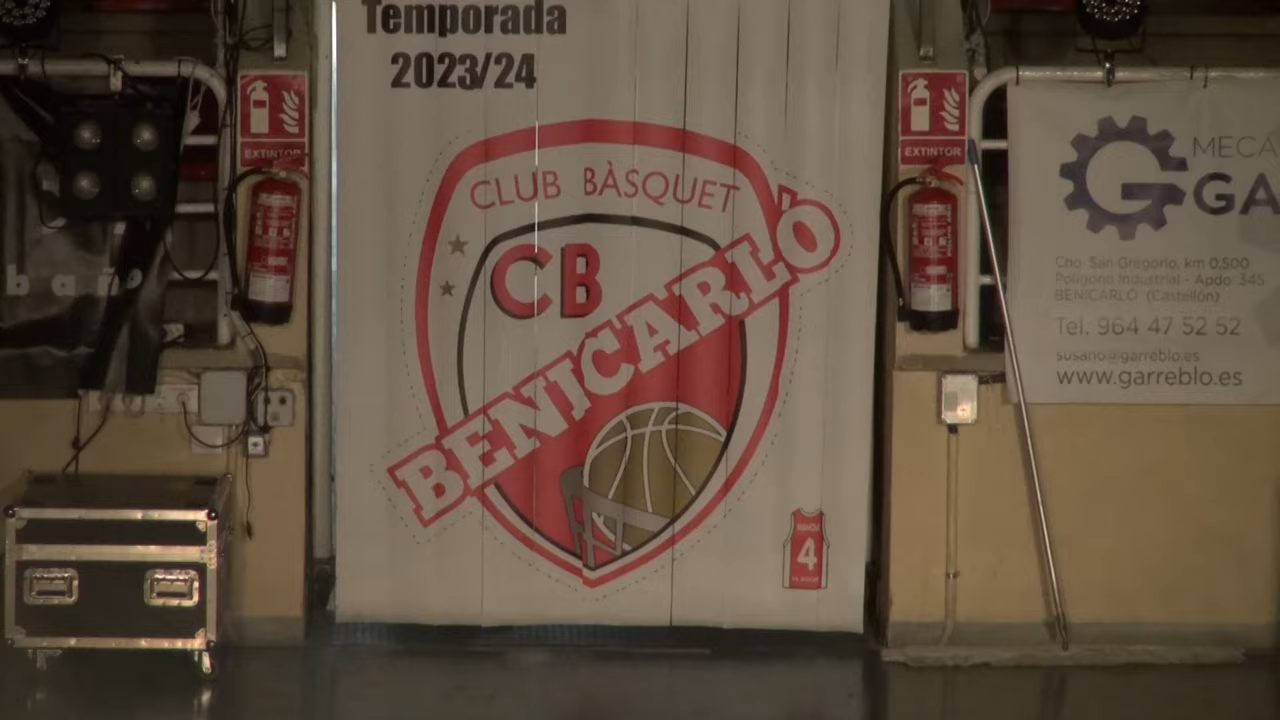 Temporada
2023/24
EXTINTOR
EXTINTOR
CLUB BÀSQUET
CB
BENICARLÓ
4
MECÁ
GA
Cno. San Gregorio, km 0,500
Polígono Industrial - Apdo. 345
BENICARLÓ (Castellón)
Tel. 964 47 52 52
susano@garreblo.es
www.garreblo.es